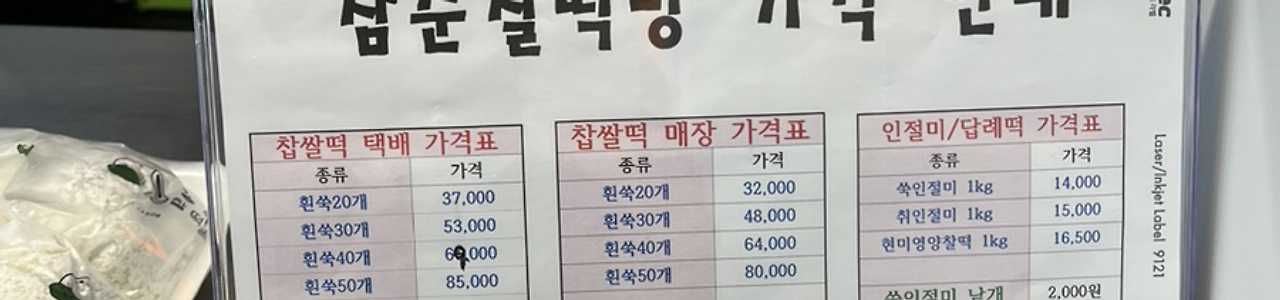 삼순찰떡방 가격 안내
찹쌀떡 택배 가격표
종류 가격
흰쑥20개 37,000
흰쑥30개 53,000
흰쑥40개 69,000
흰쑥50개 85,000
찹쌀떡 매장 가격표
종류 가격
흰쑥20개 32,000
흰쑥30개 48,000
흰쑥40개 64,000
흰쑥50개 80,000
인절미/답례떡 가격표
종류 가격
쑥인절미 1kg 14,000
취인절미 1kg 15,000
현미영양찰떡 1kg 16,500
쑥인절미 낱개 2,000원
Laser/Inkjet Label 9121